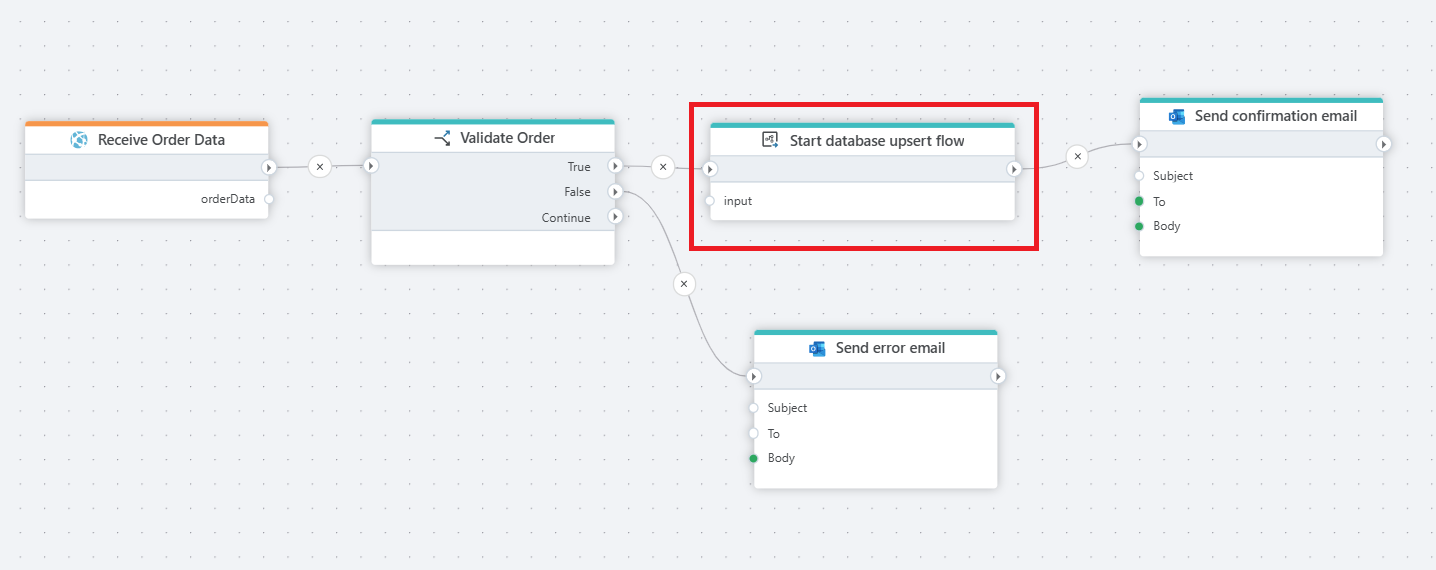 Receive Order Data
orderData
Validate Order
True
False
Continue
Start database upsert flow
input
Send confirmation email
Subject
To
Body
Send error email
Subject
To
Body